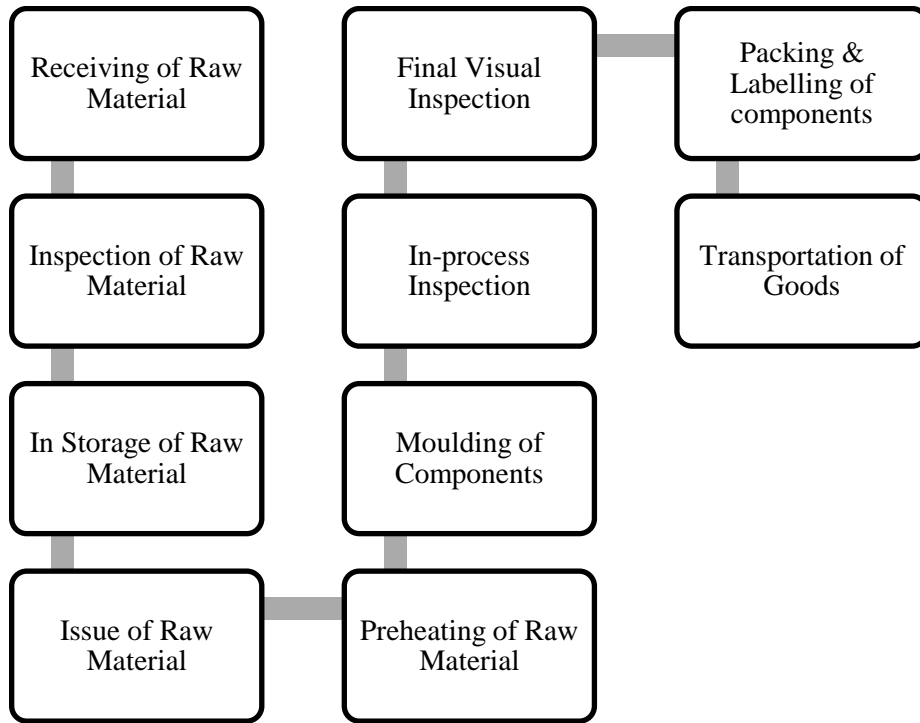 Receiving of Raw
Material
Inspection of Raw
Material
In Storage of Raw
Material
Issue of Raw
Material
Preheating of Raw
Material
Moulding of
Components
In-process
Inspection
Final Visual
Inspection
Packing &
Labelling of
components
Transportation of
Goods